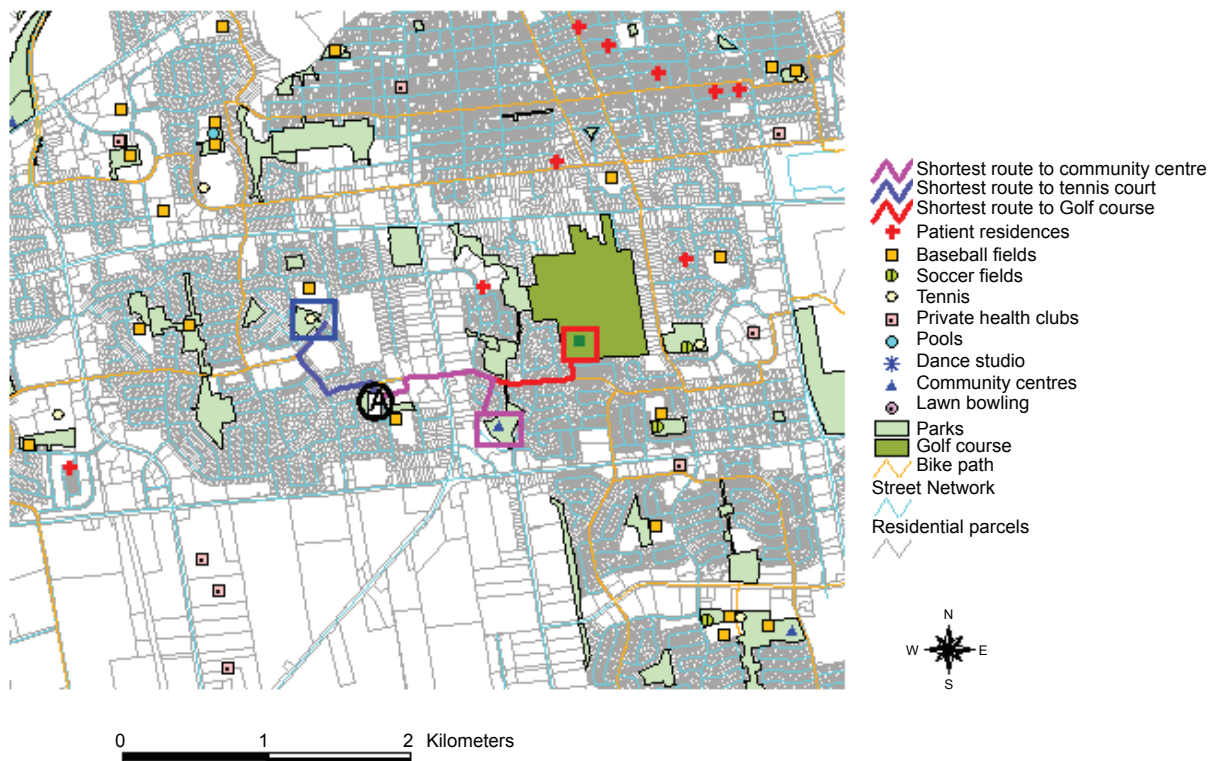 A
Shortest route to community centre
Shortest route to tennis court
Shortest route to Golf course
Patient residences
Baseball fields
Soccer fields
Tennis
Private health clubs
Pools
Dance studio
Community centres
Lawn bowling
Parks
Golf course
Bike path
Street Network
Residential parcels
N
W E
S
0 1 2 Kilometers